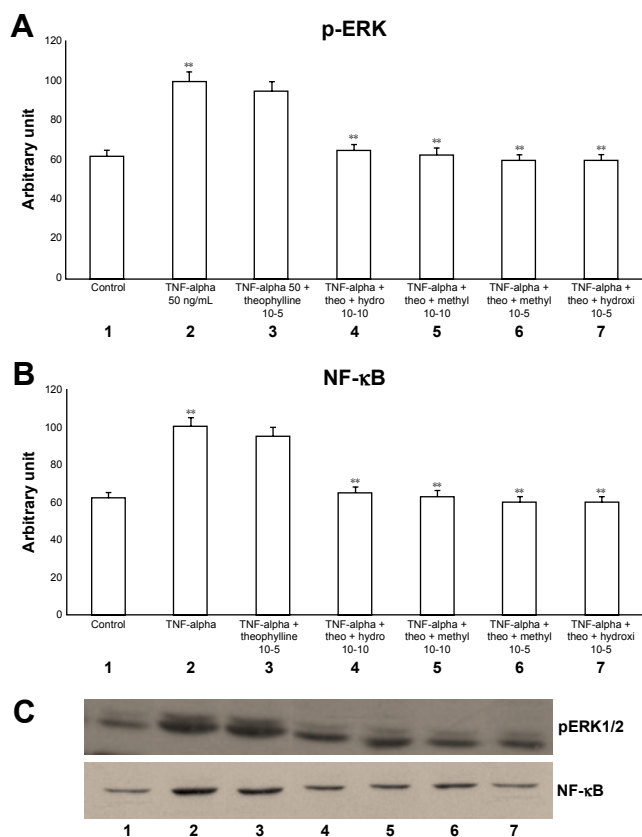 A
p-ERK
Arbitrary unit
120
100
80
60
40
20
0
**
**
**
**
**
Control
TNF-alpha
50 ng/mL
TNF-alpha 50 +
theophylline
10-5
TNF-alpha +
theo + hydro
10-10
TNF-alpha +
theo + methyl
10-10
TNF-alpha +
theo + methyl
10-5
TNF-alpha +
theo + hydroxi
10-5
1 2 3 4 5 6 7
B
NF-κB
Arbitrary unit
120
100
80
60
40
20
0
**
**
**
**
**
Control
TNF-alpha
TNF-alpha +
theophylline
10-5
TNF-alpha +
theo + hydro
10-10
TNF-alpha +
theo + methyl
10-10
TNF-alpha +
theo + methyl
10-5
TNF-alpha +
theo + hydroxi
10-5
1 2 3 4 5 6 7
C
pERK1/2
NF-κB
1 2 3 4 5 6 7